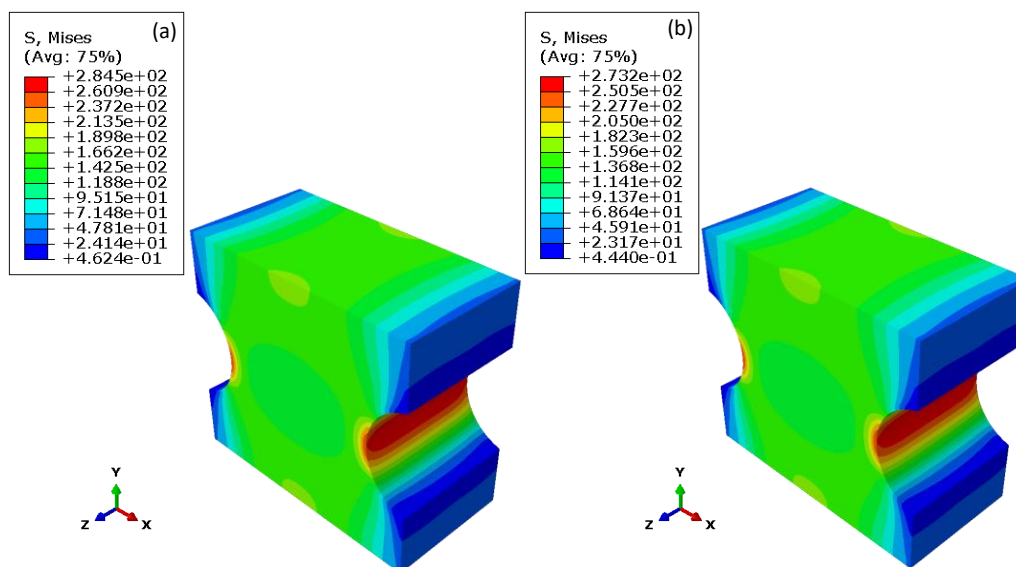 (a)
S, Mises
(Avg: 75%)
+2.845e+02
+2.609e+02
+2.372e+02
+2.135e+02
+1.898e+02
+1.662e+02
+1.425e+02
+1.188e+02
+9.515e+01
+7.148e+01
+4.781e+01
+2.414e+01
+4.624e-01
Y
Z
X
(b)
S, Mises
(Avg: 75%)
+2.732e+02
+2.505e+02
+2.277e+02
+2.050e+02
+1.823e+02
+1.596e+02
+1.368e+02
+1.141e+02
+9.137e+01
+6.864e+01
+4.591e+01
+2.317e+01
+4.440e-01
Y
Z
X